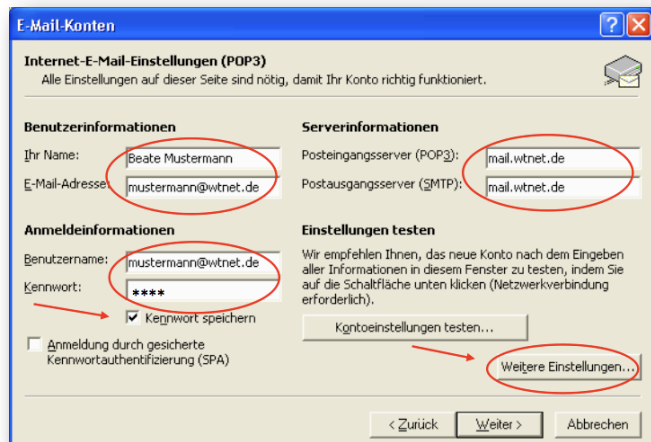 E-Mail-Konten
Internet-E-Mail-Einstellungen (POP3)
Alle Einstellungen auf dieser Seite sind nötig, damit Ihr Konto richtig funktioniert.
Benutzerinformationen
Ihr Name: Beate Mustermann
E-Mail-Adresse: mustermann@wtnet.de
Anmeldeinformationen
Benutzername: mustermann@wtnet.de
Kennwort: ****
Kennwort speichern
Anmeldung durch gesicherte
Kennwortauthentifizierung (SPA)
Serverinformationen
Posteingangsserver (POP3): mail.wtnet.de
Postausgangsserver (SMTP): mail.wtnet.de
Einstellungen testen
Wir empfehlen Ihnen, das neue Konto nach dem Eingeben
aller Informationen in diesem Fenster zu testen, indem Sie
auf die Schaltfläche unten klicken (Netzwerkverbindung
erforderlich).
Kontoeinstellungen testen...
Weitere Einstellungen...
< Zurück Weiter > Abbrechen